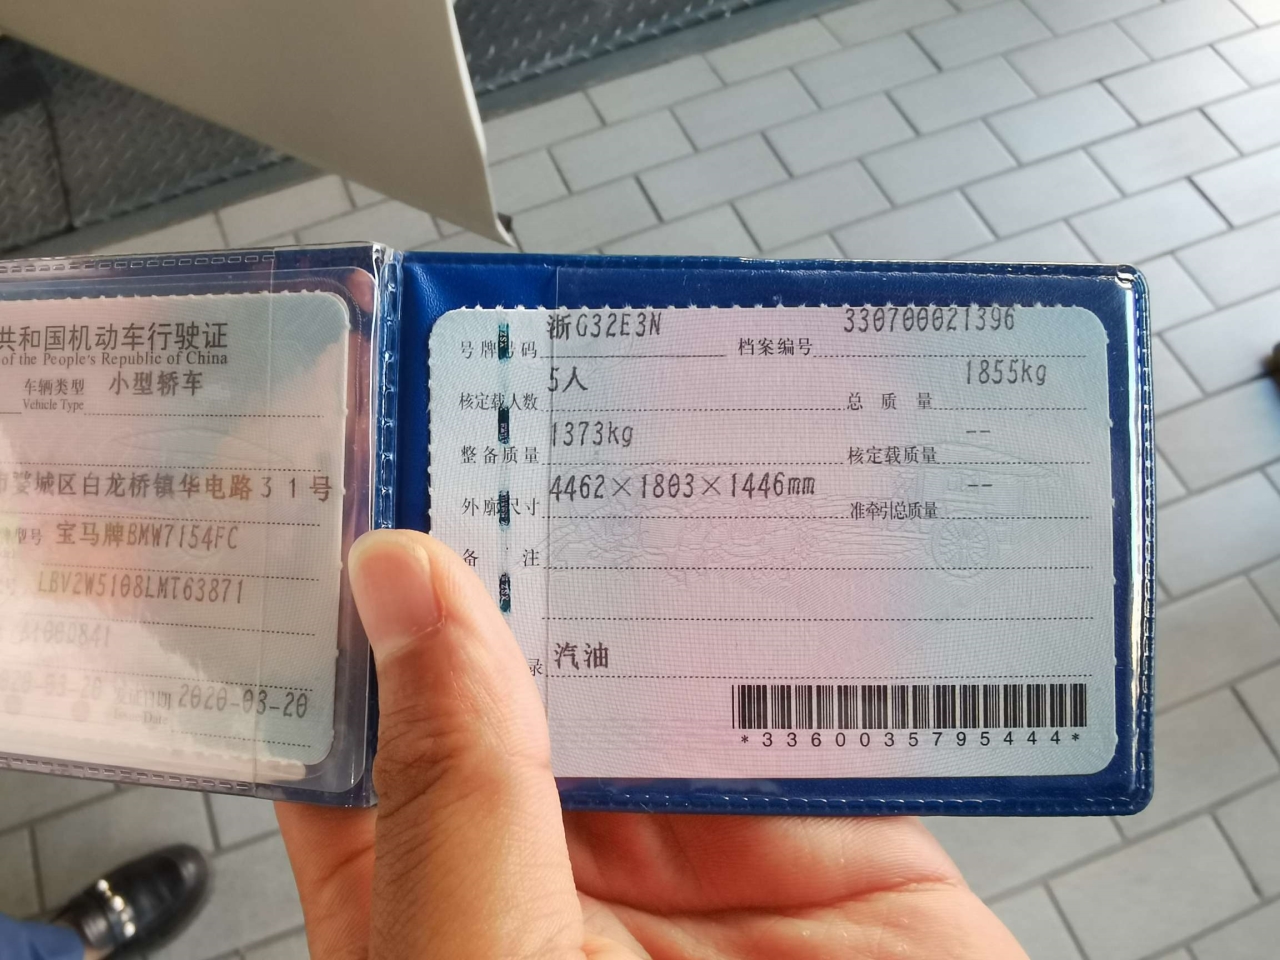 共和国机动车行驶证
of the People's Republic of China
车辆类型 小型轿车
Vehicle Type
婺城区白龙桥镇华电路31号
型号 宝马牌BMW7154FC
LBV2W5108LMT63871
2020-03-20
Issue Date
号牌号码 浙G32E3N 档案编号 330700021396
核定载人数 5人 总质量 1855kg
整备质量 1373kg 核定载质量 --
外廓尺寸 4462×1803×1446mm 准牵引总质量 --
备注
录 汽油
*3360035795444*